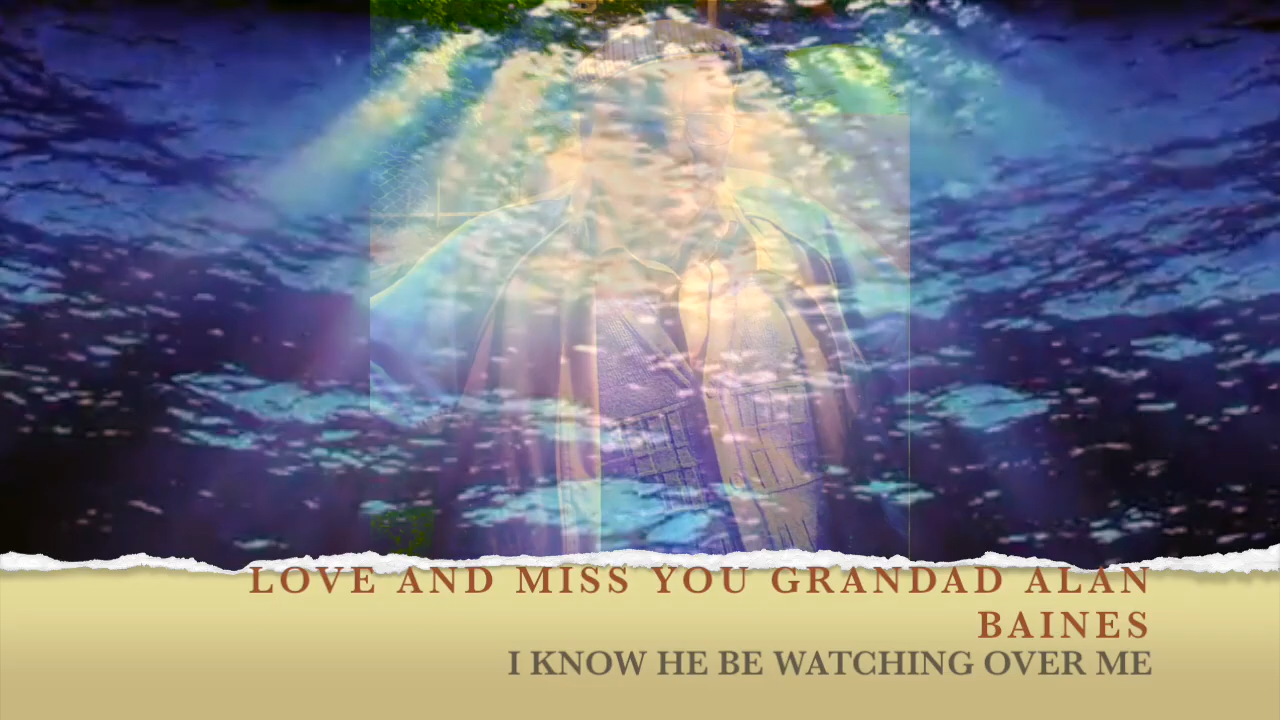 LOVE AND MISS YOU GRANDAD ALAN
BAINES
I KNOW HE BE WATCHING OVER ME